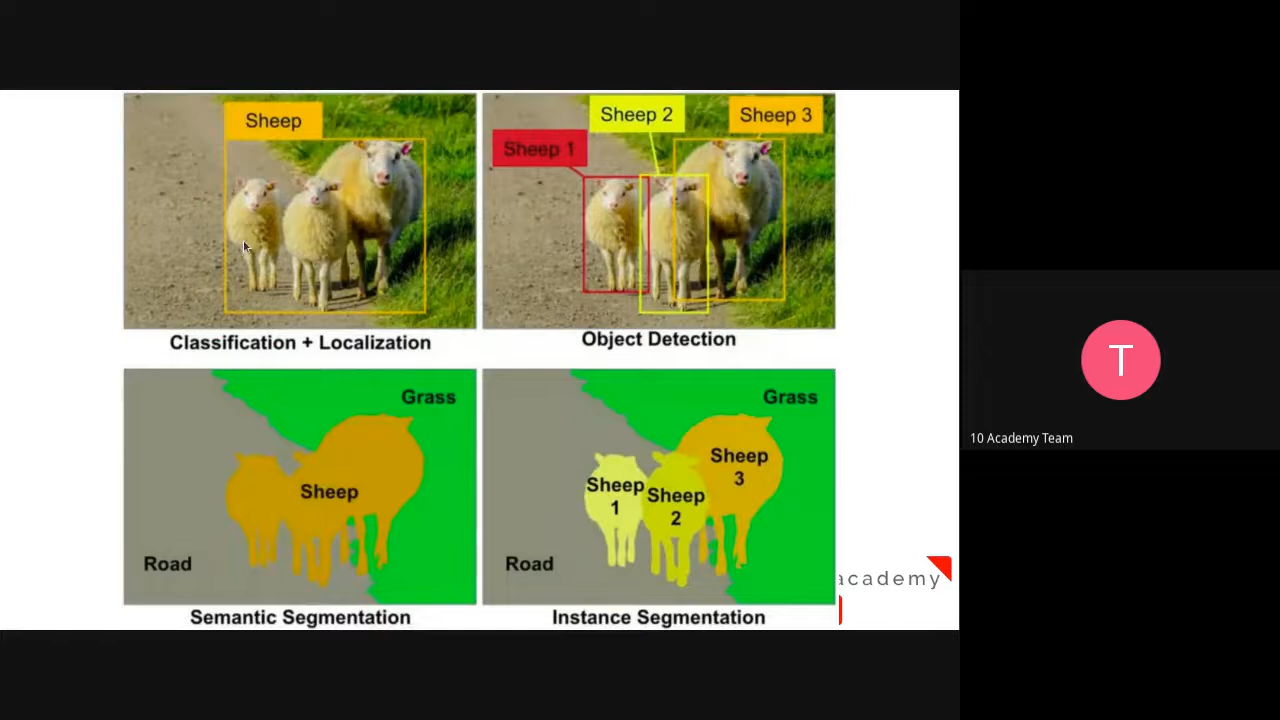 Sheep
Sheep 1
Sheep 2
Sheep 3
Classification + Localization
Object Detection
Grass
Sheep
Road
Semantic Segmentation
Grass
Sheep
1
Sheep
2
Sheep
3
Road
Instance Segmentation
academy
T
10 Academy Team